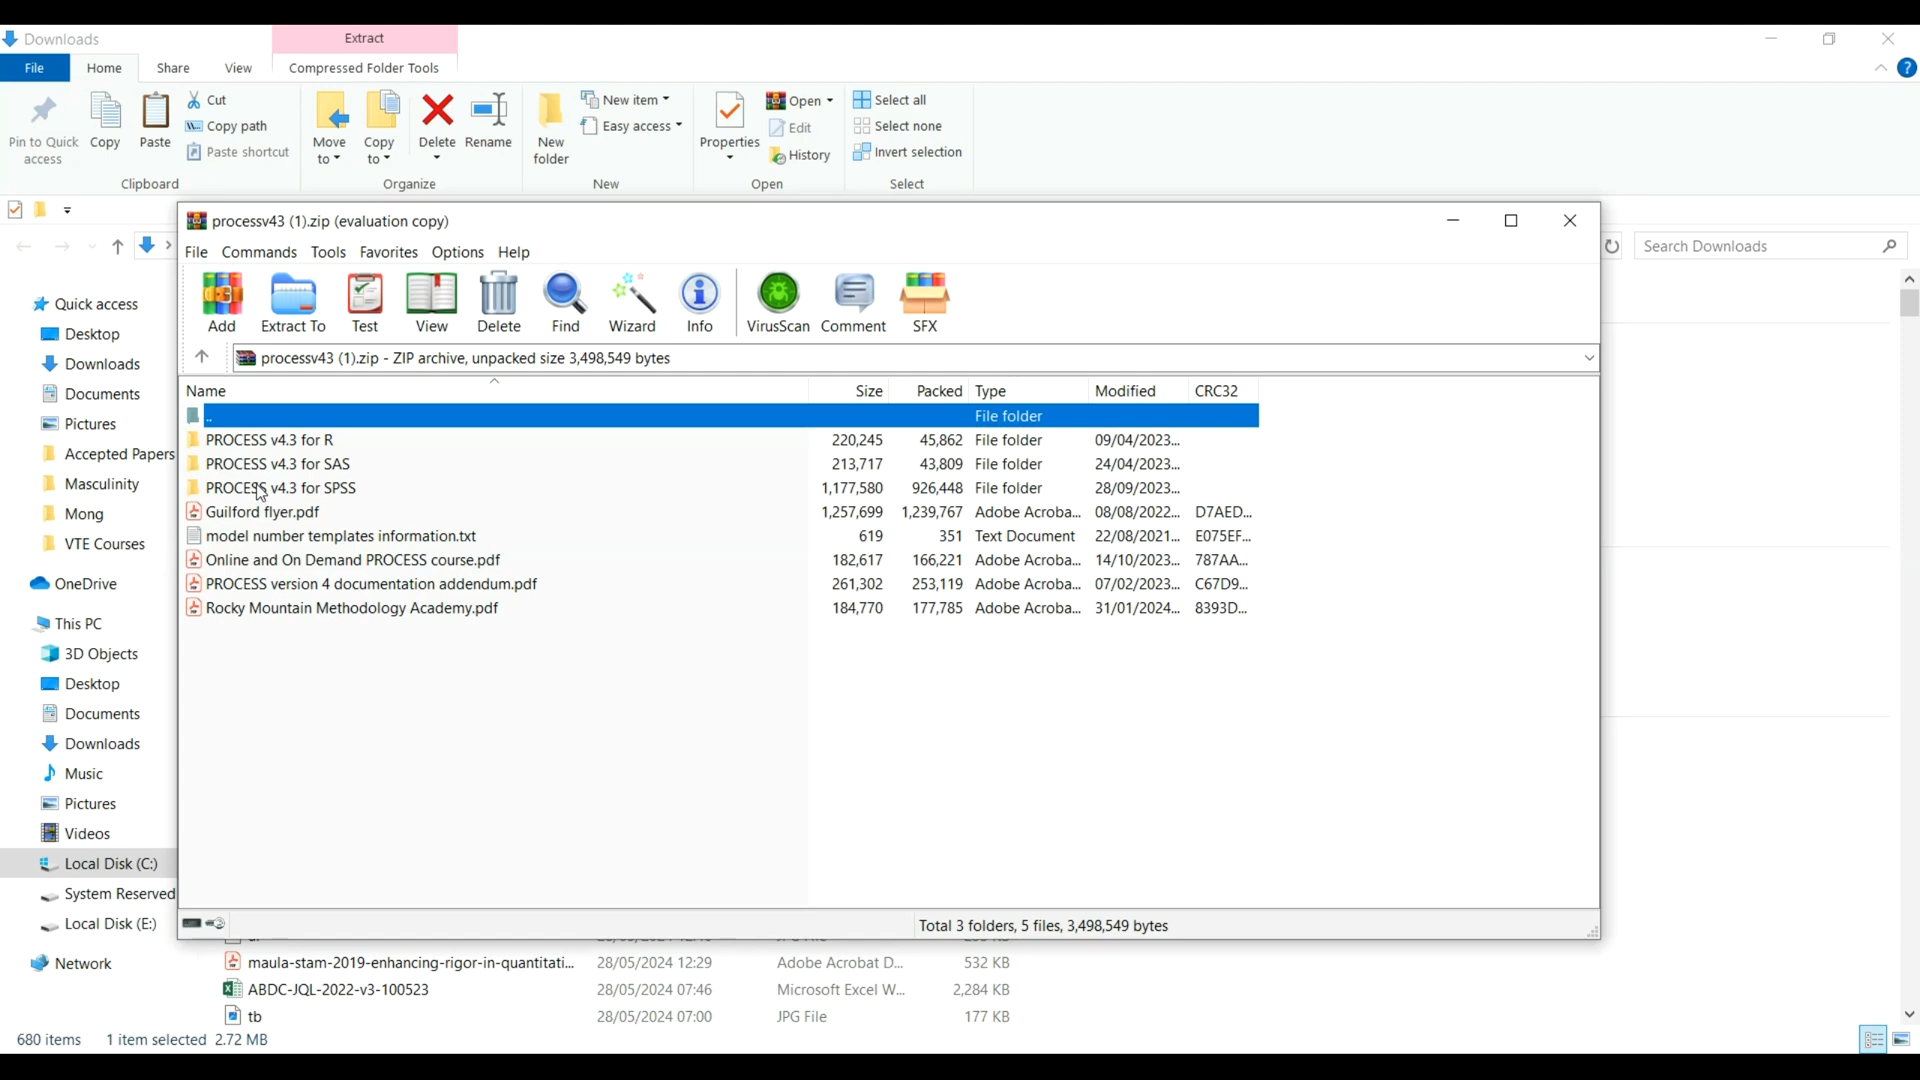 Downloads
Extract
File
Home
Share
View
Compressed Folder Tools
Pin to Quick access
Copy
Paste
Cut
Copy path
Paste shortcut
Clipboard
Move to
Copy to
Delete
Rename
Organize
New folder
New item
Easy access
New
Properties
Open
Edit
History
Open
Select all
Select none
Invert selection
Select
Search Downloads
processv43 (1).zip (evaluation copy)
File Commands Tools Favorites Options Help
Add Extract To Test View Delete Find Wizard Info VirusScan Comment SFX
processv43 (1).zip - ZIP archive, unpacked size 3,498,549 bytes
Name Size Packed Type Modified CRC32
.. File folder
PROCESS v4.3 for R 220,245 45,862 File folder 09/04/2023...
PROCESS v4.3 for SAS 213,717 43,809 File folder 24/04/2023...
PROCESS v4.3 for SPSS 1,177,580 926,448 File folder 28/09/2023...
Guilford flyer.pdf 1,257,699 1,239,767 Adobe Acroba... 08/08/2022... D7AED...
model number templates information.txt 619 351 Text Document 22/08/2021... E075EF...
Online and On Demand PROCESS course.pdf 182,617 166,221 Adobe Acroba... 14/10/2023... 787AA...
PROCESS version 4 documentation addendum.pdf 261,302 253,119 Adobe Acroba... 07/02/2023... C67D9...
Rocky Mountain Methodology Academy.pdf 184,770 177,785 Adobe Acroba... 31/01/2024... 8393D...
Total 3 folders, 5 files, 3,498,549 bytes
Quick access
Desktop
Downloads
Documents
Pictures
Accepted Papers
Masculinity
Mong
VTE Courses
OneDrive
This PC
3D Objects
Desktop
Documents
Downloads
Music
Pictures
Videos
Local Disk (C:)
System Reserved
Local Disk (E:)
Network
maula-stam-2019-enhancing-rigor-in-quantitati... 28/05/2024 12:29 Adobe Acrobat D... 532 KB
ABDC-JQL-2022-v3-100523 28/05/2024 07:46 Microsoft Excel W... 2,284 KB
tb 28/05/2024 07:00 JPG File 177 KB
680 items 1 item selected 2.72 MB